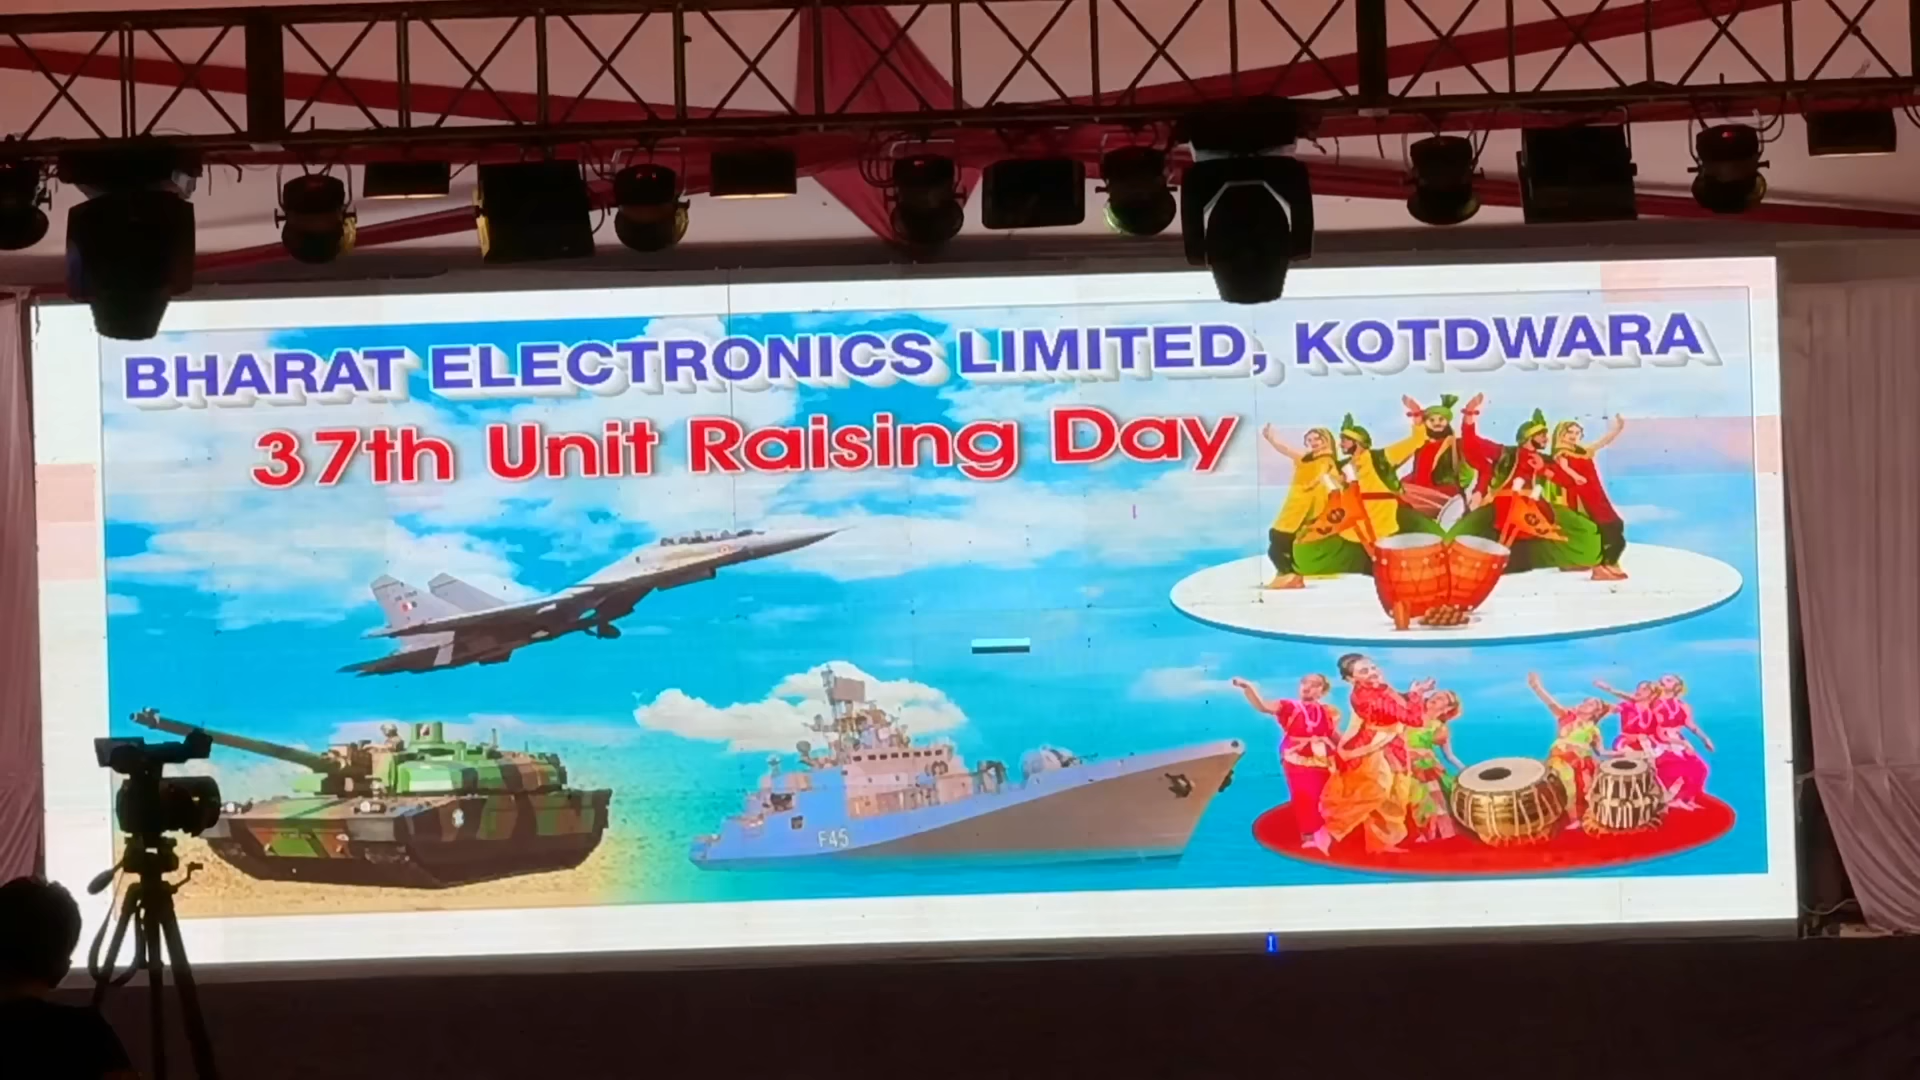 BHARAT ELECTRONICS LIMITED, KOTDWARA
37th Unit Raising Day
F45